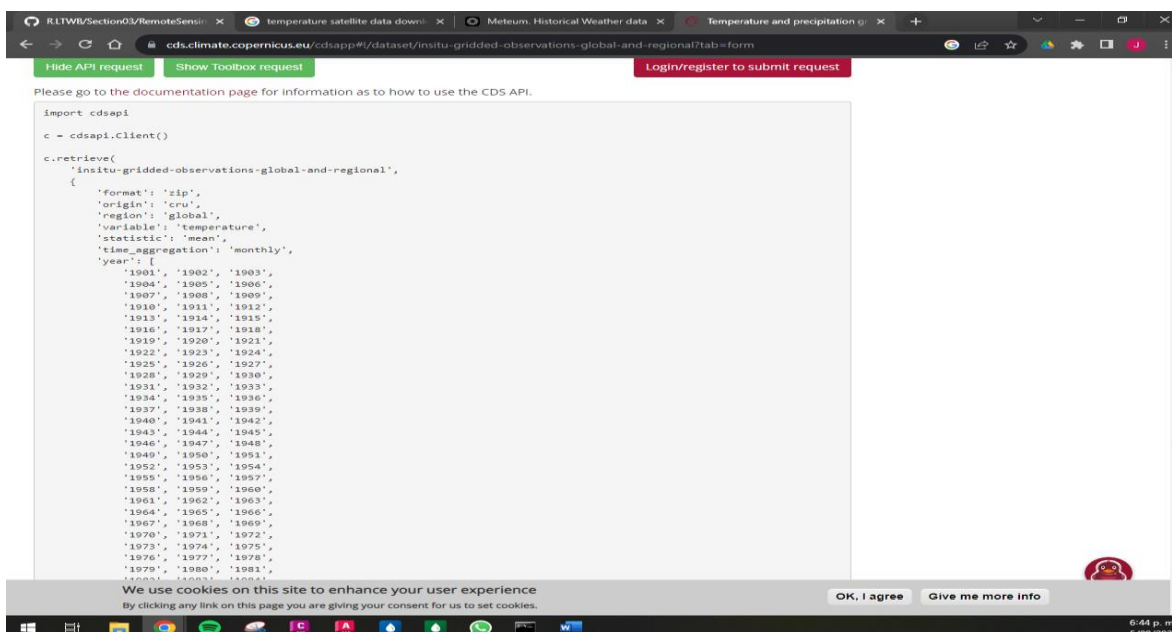 R.LTWB/Section03/RemoteSensin
temperature satellite data downl
Meteum. Historical Weather data
Temperature and precipitation gr
cds.climate.copernicus.eu/cdsapp#!/dataset/insitu-gridded-observations-global-and-regional?tab=form
J
Hide API request
Show Toolbox request
Login/register to submit request
Please go to the documentation page for information as to how to use the CDS API.
import cdsapi
c = cdsapi.Client()
c.retrieve(
'insitu-gridded-observations-global-and-regional',
{
'format': 'zip',
'origin': 'cru',
'region': 'global',
'variable': 'temperature',
'statistic': 'mean',
'time_aggregation': 'monthly',
'year': [
'1901', '1902', '1903',
'1904', '1905', '1906',
'1907', '1908', '1909',
'1910', '1911', '1912',
'1913', '1914', '1915',
'1916', '1917', '1918',
'1919', '1920', '1921',
'1922', '1923', '1924',
'1925', '1926', '1927',
'1928', '1929', '1930',
'1931', '1932', '1933',
'1934', '1935', '1936',
'1937', '1938', '1939',
'1940', '1941', '1942',
'1943', '1944', '1945',
'1946', '1947', '1948',
'1949', '1950', '1951',
'1952', '1953', '1954',
'1955', '1956', '1957',
'1958', '1959', '1960',
'1961', '1962', '1963',
'1964', '1965', '1966',
'1967', '1968', '1969',
'1970', '1971', '1972',
'1973', '1974', '1975',
'1976', '1977', '1978',
'1979', '1980', '1981',
We use cookies on this site to enhance your user experience
By clicking any link on this page you are giving your consent for us to set cookies.
OK, I agree
Give me more info
6:44 p. m